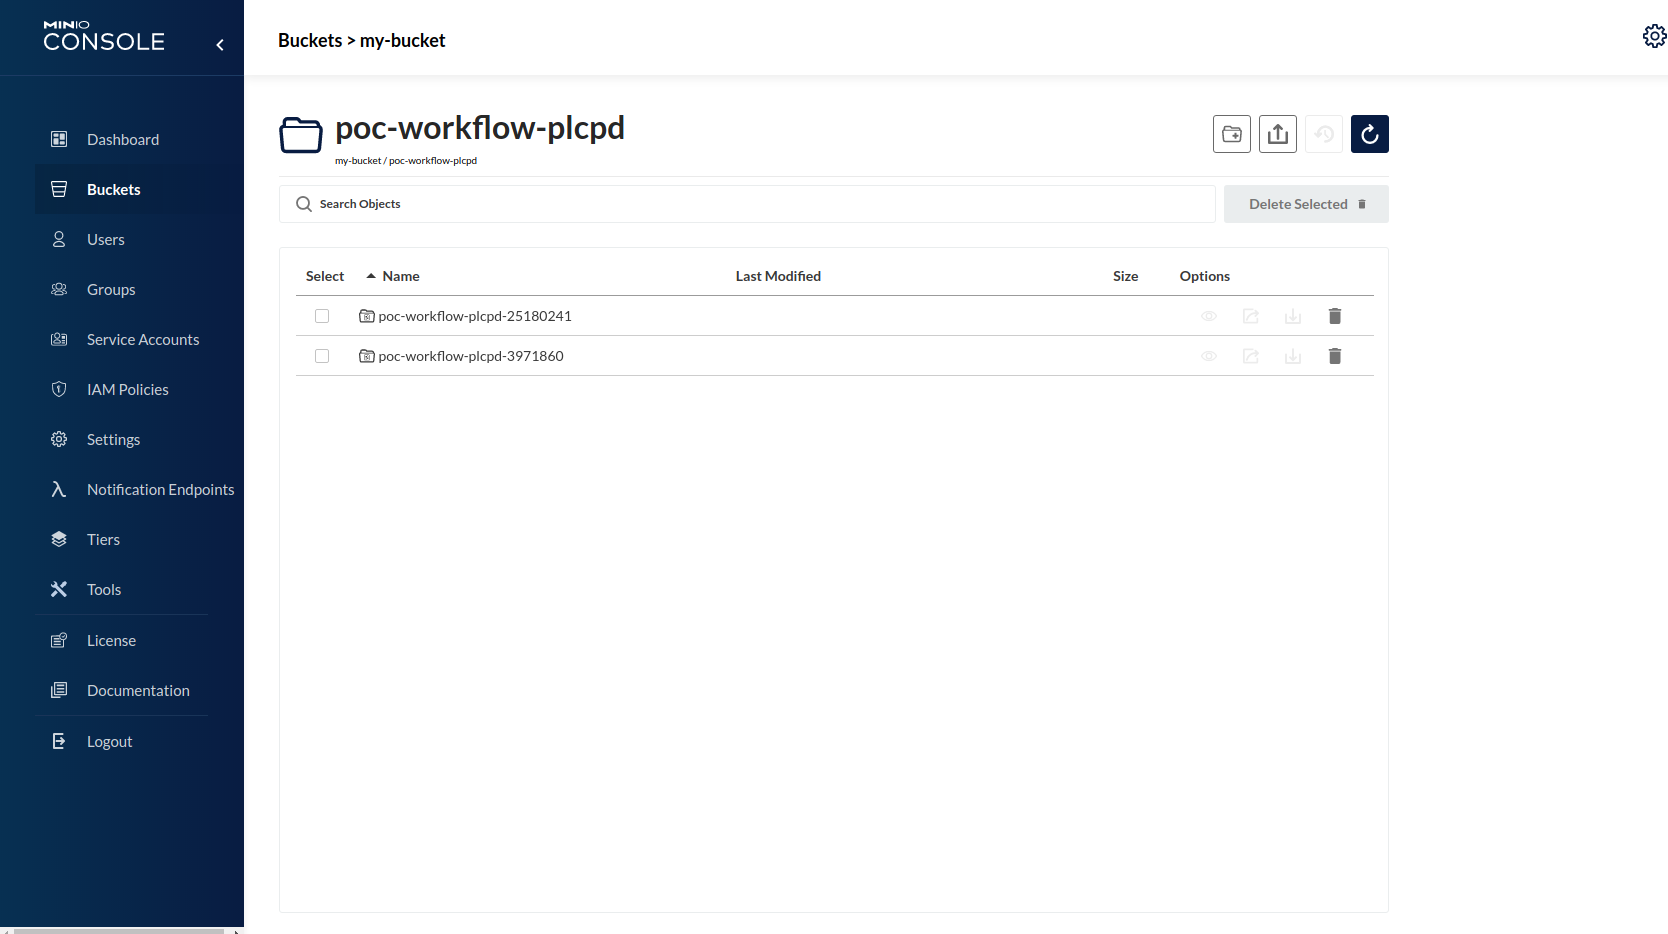 MINIO
CONSOLE
Buckets > my-bucket
Dashboard
Buckets
Users
Groups
Service Accounts
IAM Policies
Settings
Notification Endpoints
Tiers
Tools
License
Documentation
Logout
poc-workflow-plcpd
my-bucket / poc-workflow-plcpd
Search Objects
Delete Selected
Select Name Last Modified Size Options
poc-workflow-plcpd-25180241
poc-workflow-plcpd-3971860